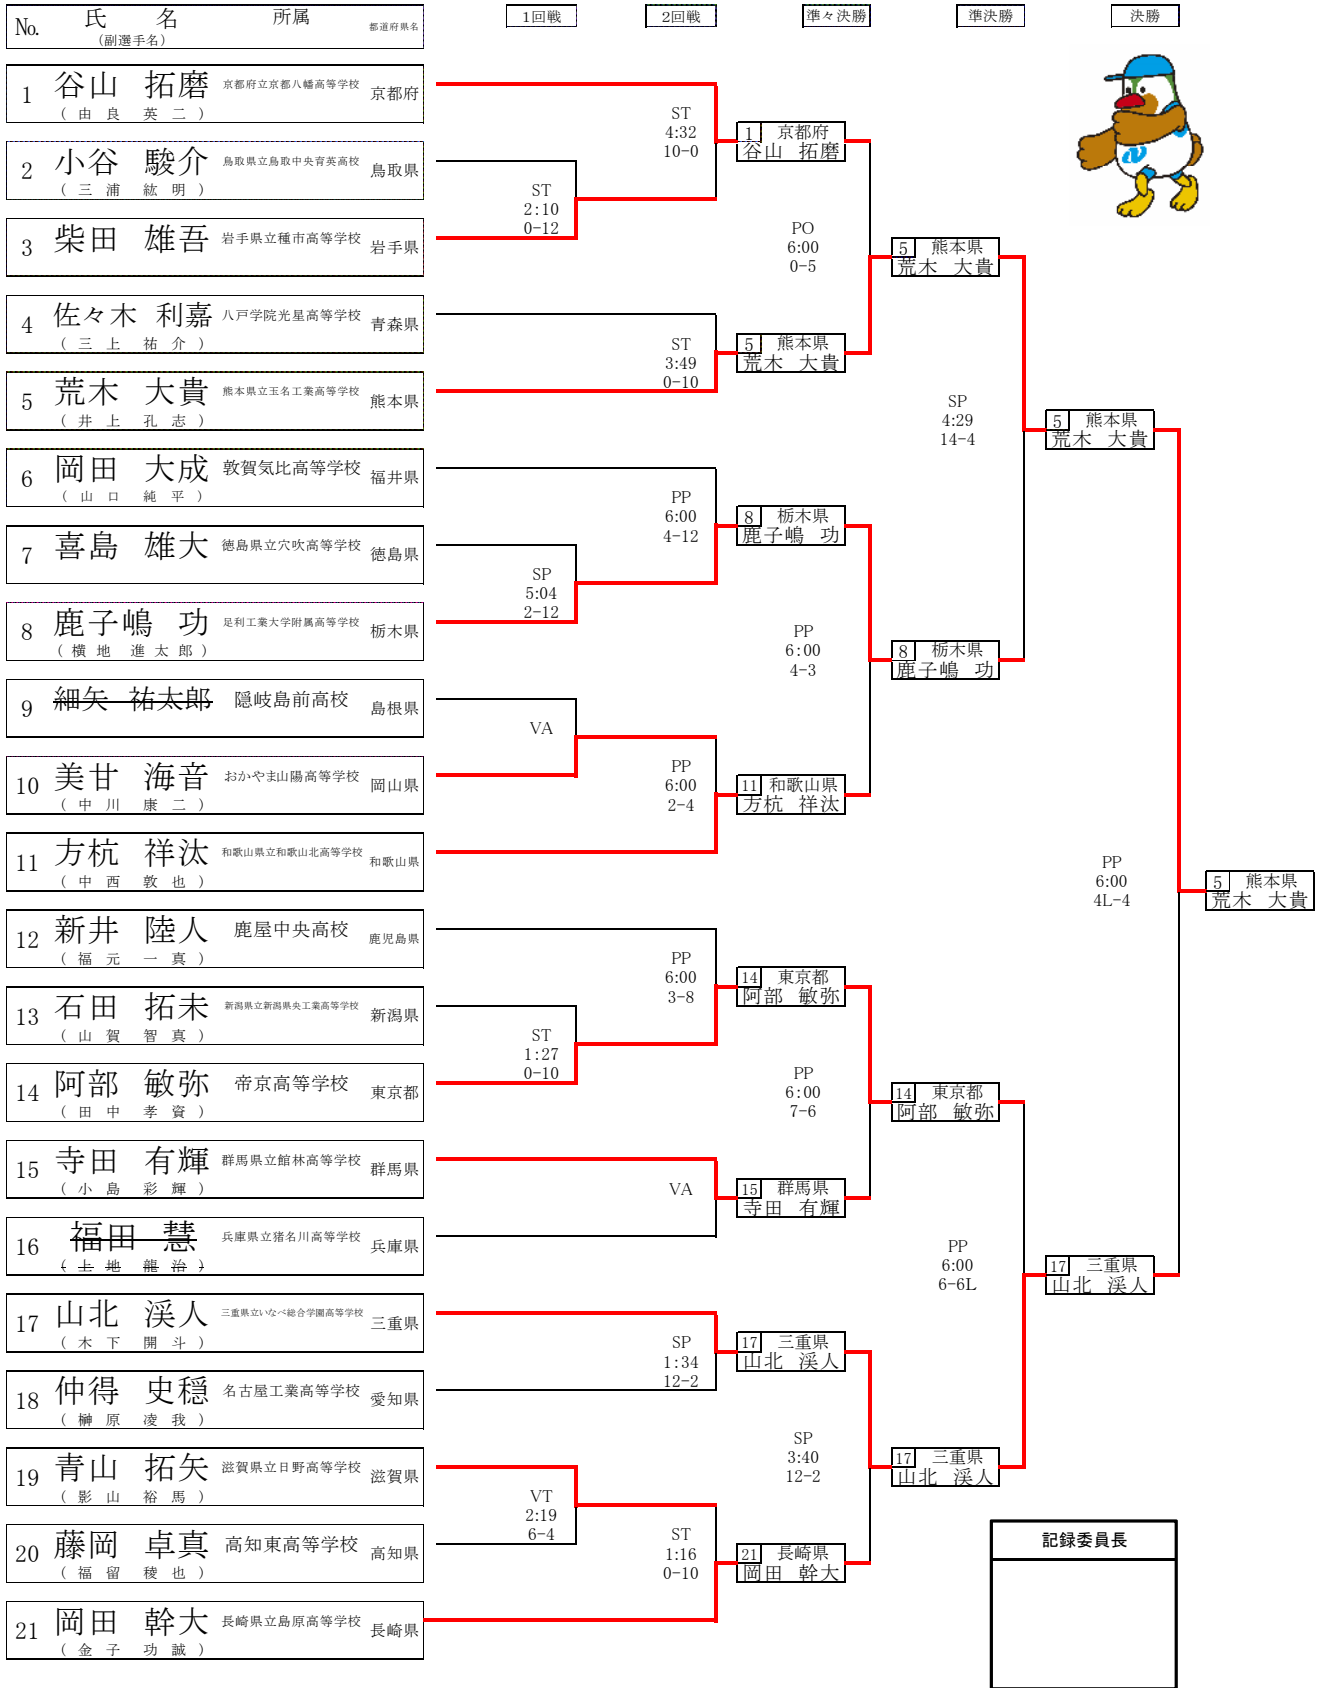 No. 氏 名 所属 都道府県名
(副選手名)
1回戦 2回戦 準々決勝 準決勝 決勝
1 谷山 拓磨 京都府立京都八幡高等学校 京都府
( 由 良 英 二 )
2 小谷 駿介 鳥取県立鳥取中央育英高校 鳥取県
( 三 浦 紘 明 )
3 柴田 雄吾 岩手県立種市高等学校 岩手県
4 佐々木 利嘉 八戸学院光星高等学校 青森県
( 三 上 祐 介 )
5 荒木 大貴 熊本県立玉名工業高等学校 熊本県
( 井 上 孔 志 )
6 岡田 大成 敦賀気比高等学校 福井県
( 山 口 純 平 )
7 喜島 雄大 徳島県立穴吹高等学校 徳島県
8 鹿子嶋 功 足利工業大学附属高等学校 栃木県
( 横 地 進 太 郎 )
9 細矢 祐太郎 隠岐島前高校 島根県
10 美甘 海音 おかやま山陽高等学校 岡山県
( 中 川 康 二 )
11 方杭 祥汰 和歌山県立和歌山北高等学校 和歌山県
( 中 西 敦 也 )
12 新井 陸人 鹿屋中央高校 鹿児島県
( 福 元 一 真 )
13 石田 拓未 新潟県立新潟県央工業高等学校 新潟県
( 山 賀 智 真 )
14 阿部 敏弥 帝京高等学校 東京都
( 田 中 孝 資 )
15 寺田 有輝 群馬県立館林高等学校 群馬県
( 小 島 彩 輝 )
16 福田 慧 兵庫県立猪名川高等学校 兵庫県
( 土 地 龍 治 )
17 山北 渓人 三重県立いなべ総合学園高等学校 三重県
( 木 下 開 斗 )
18 仲得 史穏 名古屋工業高等学校 愛知県
( 榊 原 凌 我 )
19 青山 拓矢 滋賀県立日野高等学校 滋賀県
( 影 山 裕 馬 )
20 藤岡 卓真 高知東高等学校 高知県
( 福 留 稜 也 )
21 岡田 幹大 長崎県立島原高等学校 長崎県
( 金 子 功 誠 )
ST
2:10
0-12
SP
5:04
2-12
VA
ST
1:27
0-10
VT
2:19
6-4
ST
4:32
10-0
ST
3:49
0-10
PP
6:00
4-12
PP
6:00
2-4
PP
6:00
3-8
VA
SP
1:34
12-2
ST
1:16
0-10
1 京都府
谷山 拓磨
PO
6:00
0-5
5 熊本県
荒木 大貴
8 栃木県
鹿子嶋 功
PP
6:00
4-3
11 和歌山県
方杭 祥汰
14 東京都
阿部 敏弥
PP
6:00
7-6
15 群馬県
寺田 有輝
17 三重県
山北 渓人
SP
3:40
12-2
21 長崎県
岡田 幹大
5 熊本県
荒木 大貴
SP
4:29
14-4
8 栃木県
鹿子嶋 功
14 東京都
阿部 敏弥
PP
6:00
6-6L
17 三重県
山北 渓人
5 熊本県
荒木 大貴
PP
6:00
4L-4
17 三重県
山北 渓人
5 熊本県
荒木 大貴
記録委員長